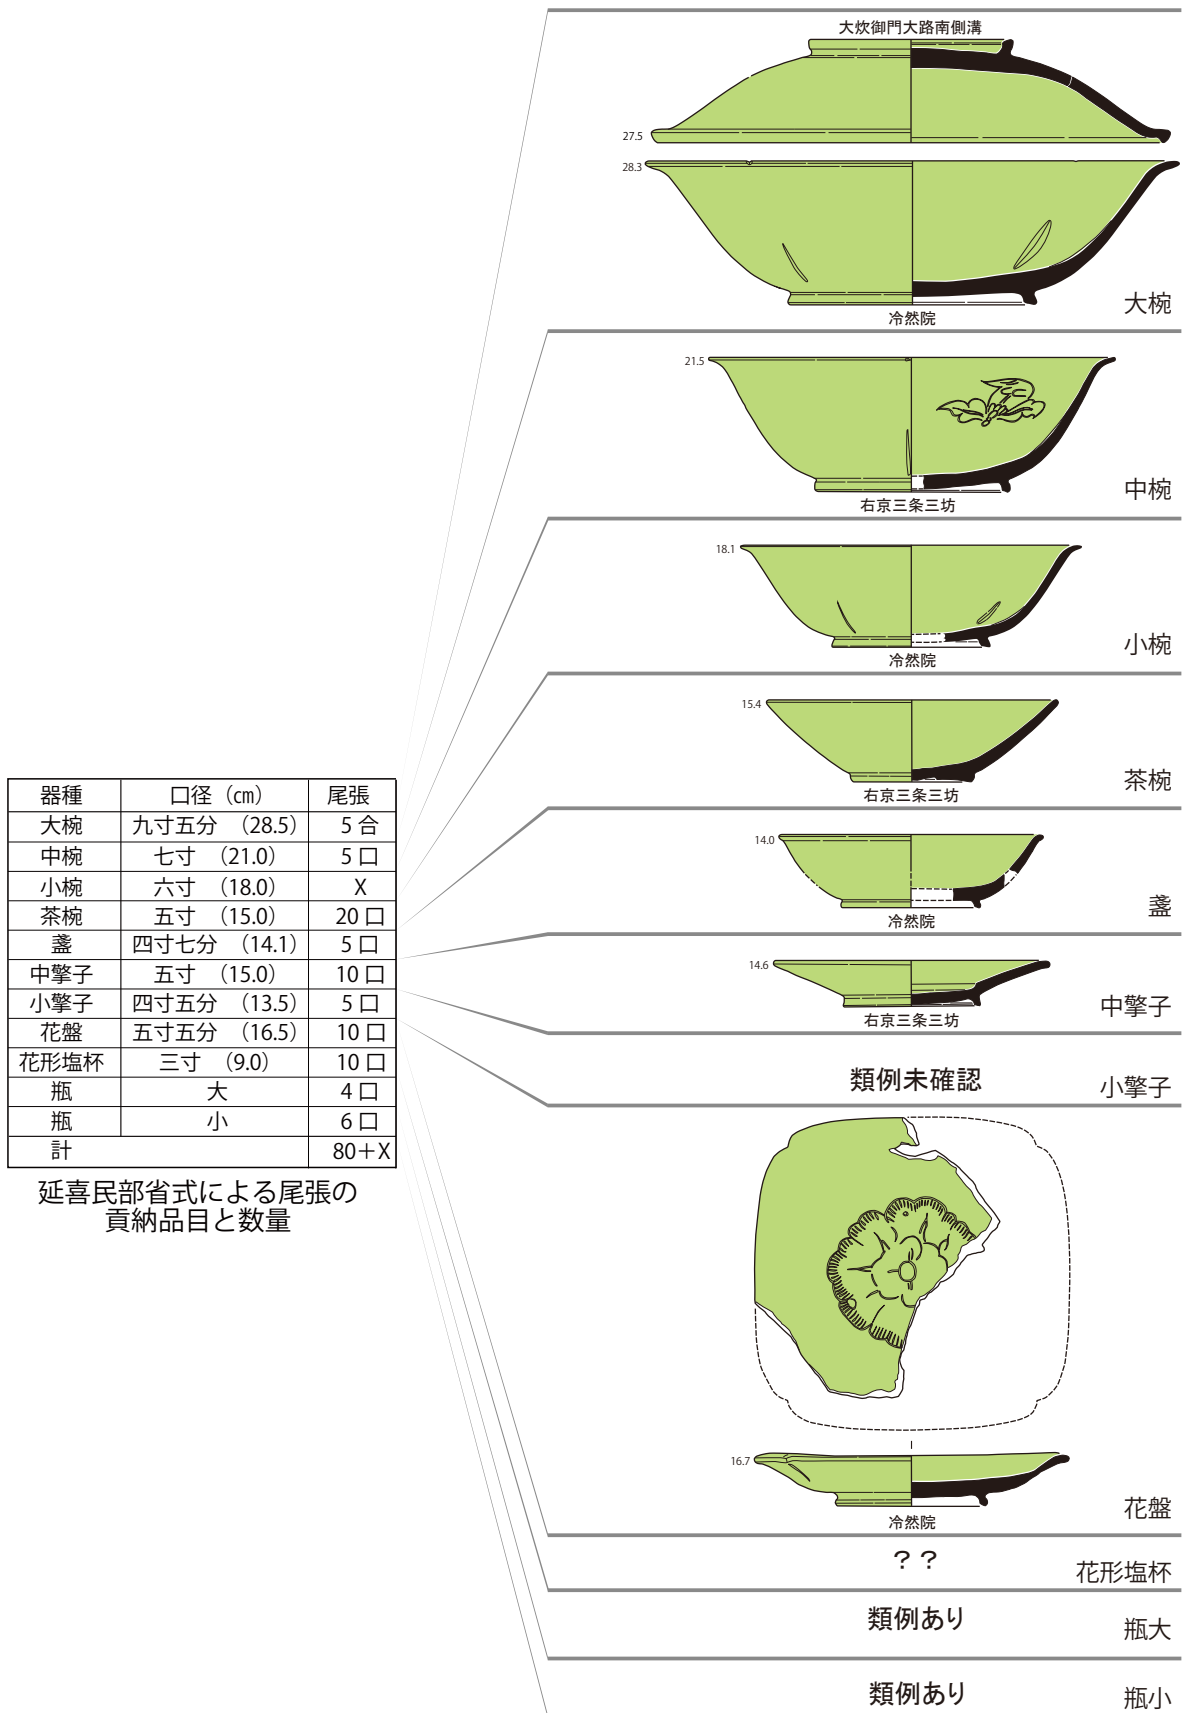 大炊御門大路南側溝
27.5
28.3
冷然院
大椀
21.5
右京三条三坊
中椀
18.1
冷然院
小椀
15.4
右京三条三坊
茶椀
14.0
冷然院
盞
14.6
右京三条三坊
中擎子
類例未確認
小擎子
16.7
冷然院
花盤
？？
花形塩杯
類例あり
瓶大
類例あり
瓶小
器種 口径（㎝） 尾張
大椀 九寸五分 （28.5） 5 合
中椀 七寸 （21.0） 5 口
小椀 六寸 （18.0） X
茶椀 五寸 （15.0） 20 口
盞 四寸七分 （14.1） 5 口
中擎子 五寸 （15.0） 10 口
小擎子 四寸五分 （13.5） 5 口
花盤 五寸五分 （16.5） 10 口
花形塩杯 三寸 （9.0） 10 口
瓶 大 4 口
瓶 小 6 口
計 80＋X
延喜民部省式による尾張の
貢納品目と数量